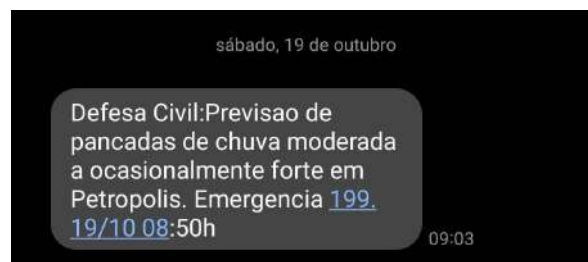 sábado, 19 de outubro
Defesa Civil:Previsao de
pancadas de chuva moderada
a ocasionalmente forte em
Petropolis. Emergencia 199.
19/10 08:50h
09:03